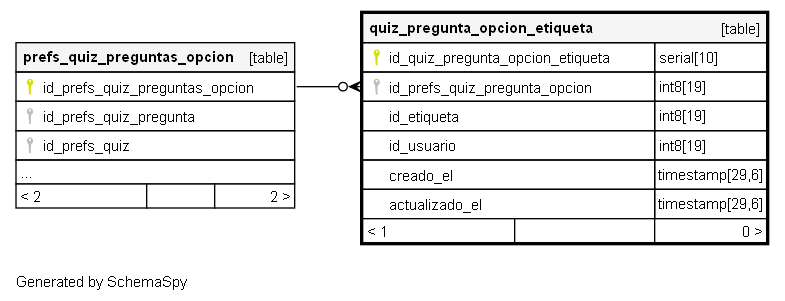 prefs_quiz_preguntas_opcion [table]
id_prefs_quiz_preguntas_opcion
id_prefs_quiz_pregunta
id_prefs_quiz
...
< 2 2 >
quiz_pregunta_opcion_etiqueta [table]
id_quiz_pregunta_opcion_etiqueta serial[10]
id_prefs_quiz_pregunta_opcion int8[19]
id_etiqueta int8[19]
id_usuario int8[19]
creado_el timestamp[29,6]
actualizado_el timestamp[29,6]
< 1 0 >
Generated by SchemaSpy